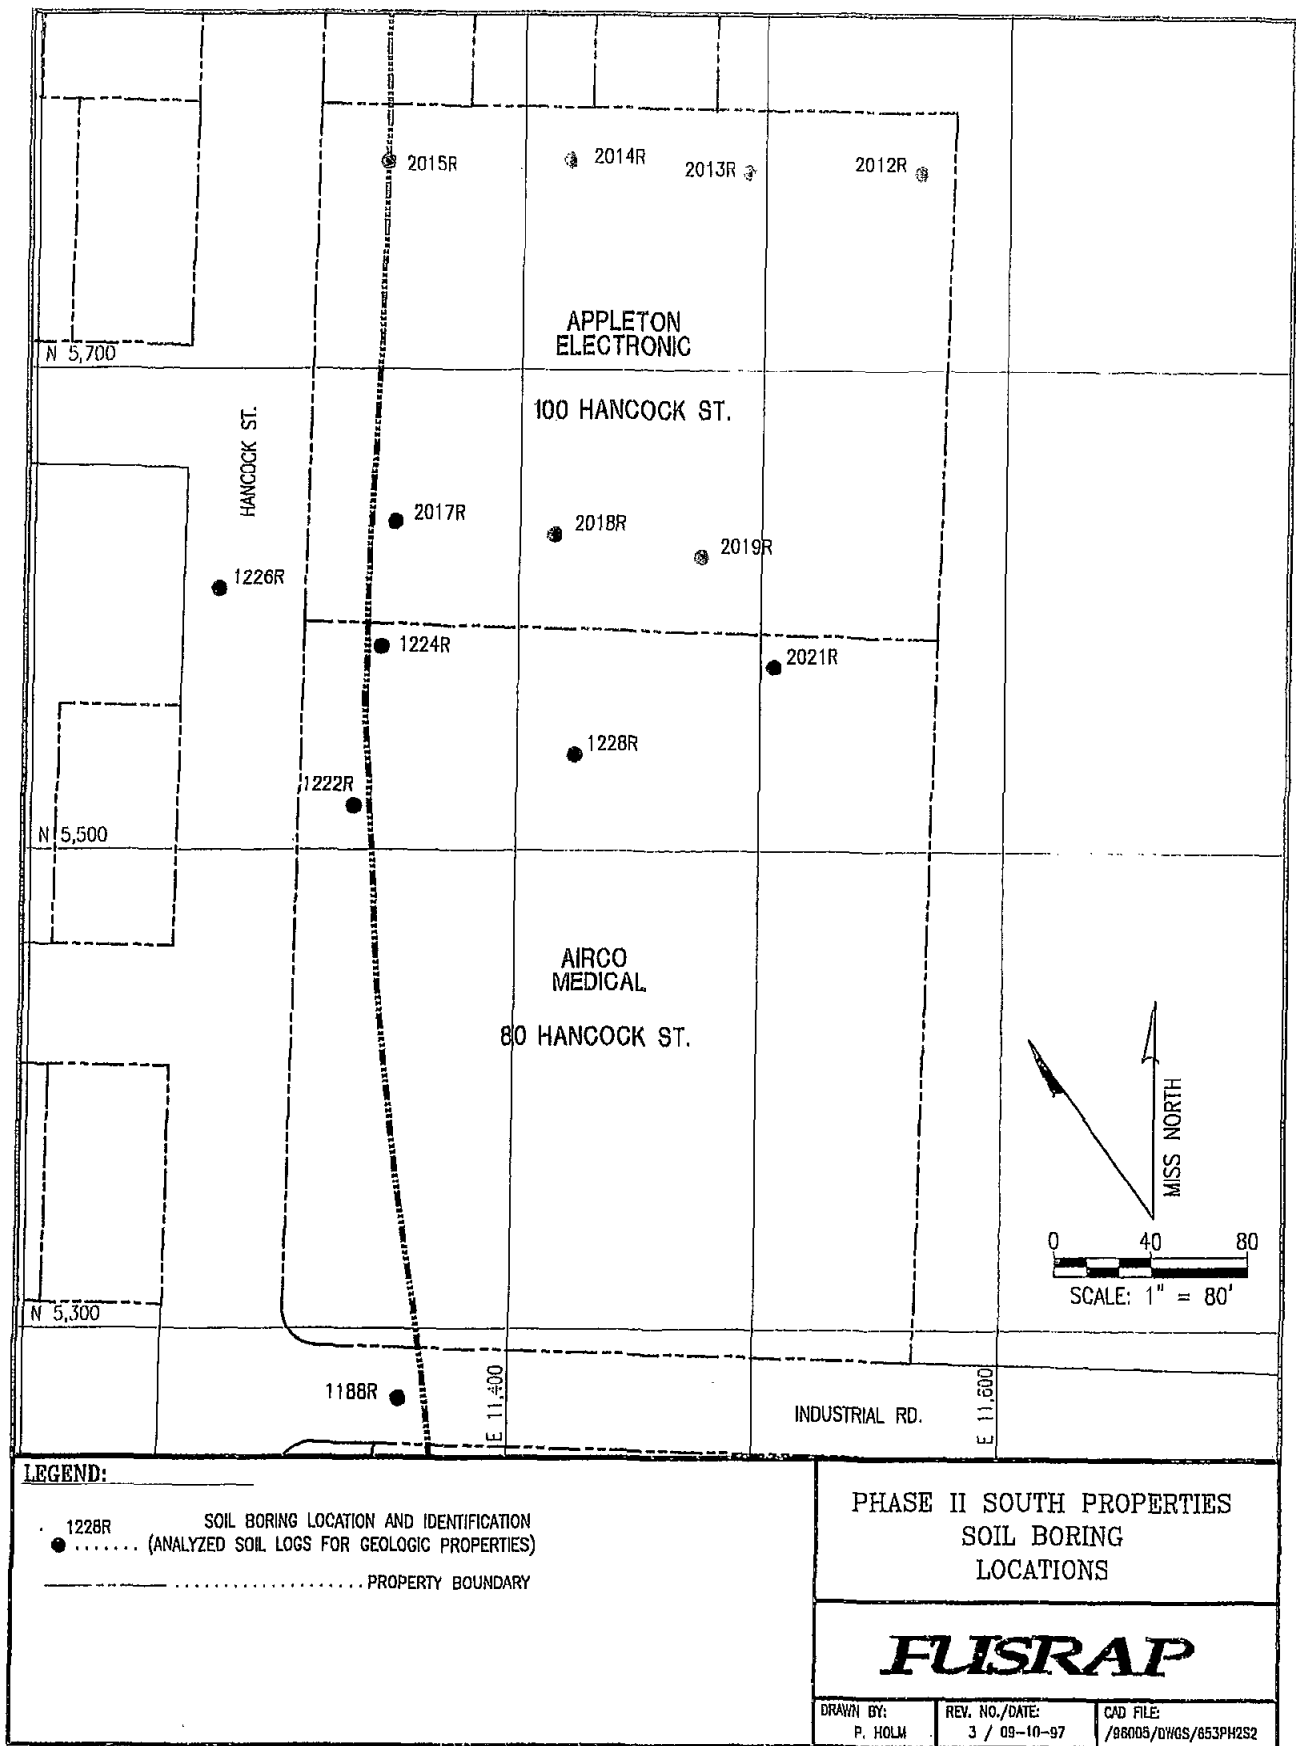 2015R
2014R
2013R
2012R
APPLETON
ELECTRONIC
N 5,700
100 HANCOCK ST.
HANCOCK ST.
2017R
2018R
2019R
1226R
1224R
2021R
1228R
1222R
N 5,500
AIRCO
MEDICAL
80 HANCOCK ST.
MISS NORTH
0 40 80
SCALE: 1" = 80'
N 5,300
1188R
E 11,400
INDUSTRIAL RD.
E 11,600
LEGEND:
1228R
SOIL BORING LOCATION AND IDENTIFICATION
....... (ANALYZED SOIL LOGS FOR GEOLOGIC PROPERTIES)
.................... PROPERTY BOUNDARY
PHASE II SOUTH PROPERTIES
SOIL BORING
LOCATIONS
FUSRAP
DRAWN BY:
P. HOLM
REV. NO./DATE:
3 / 09-10-97
CAD FILE: